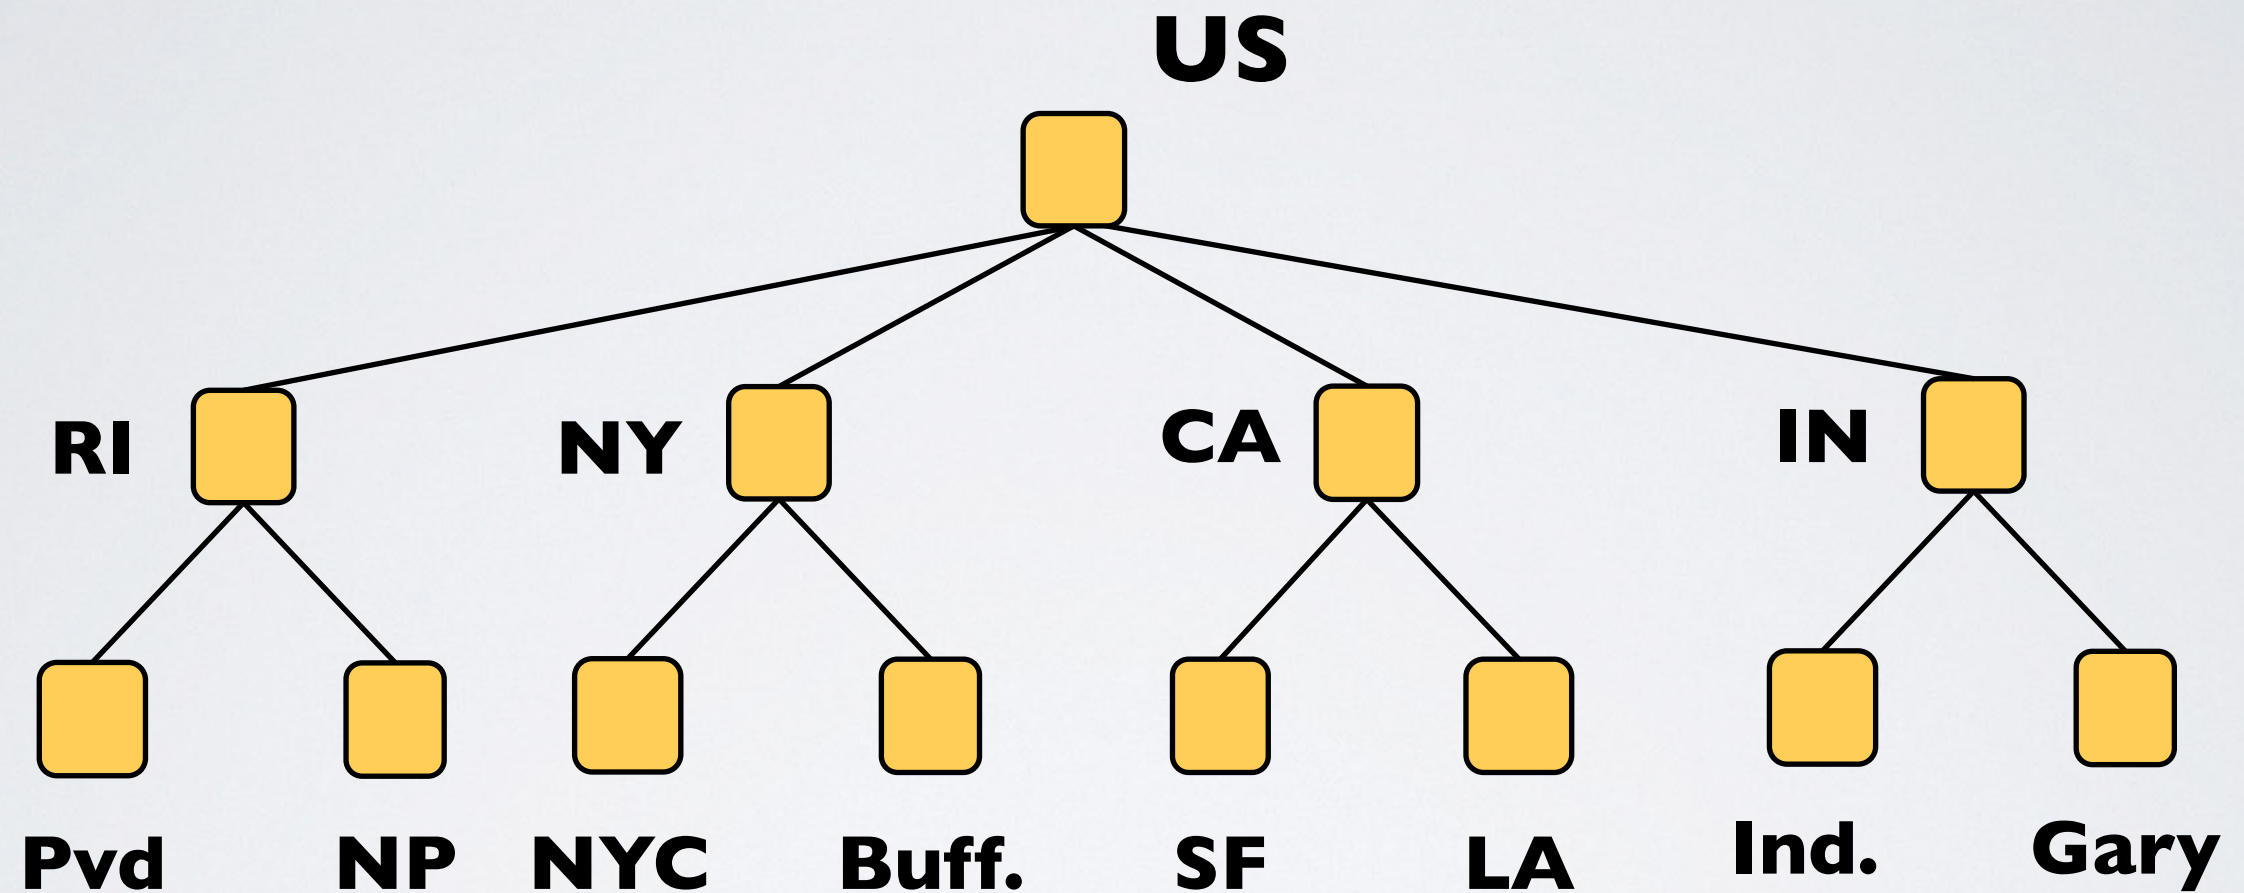 US
RI
NY
CA
IN
Pvd
NP
NYC
Buff.
SF
LA
Ind.
Gary